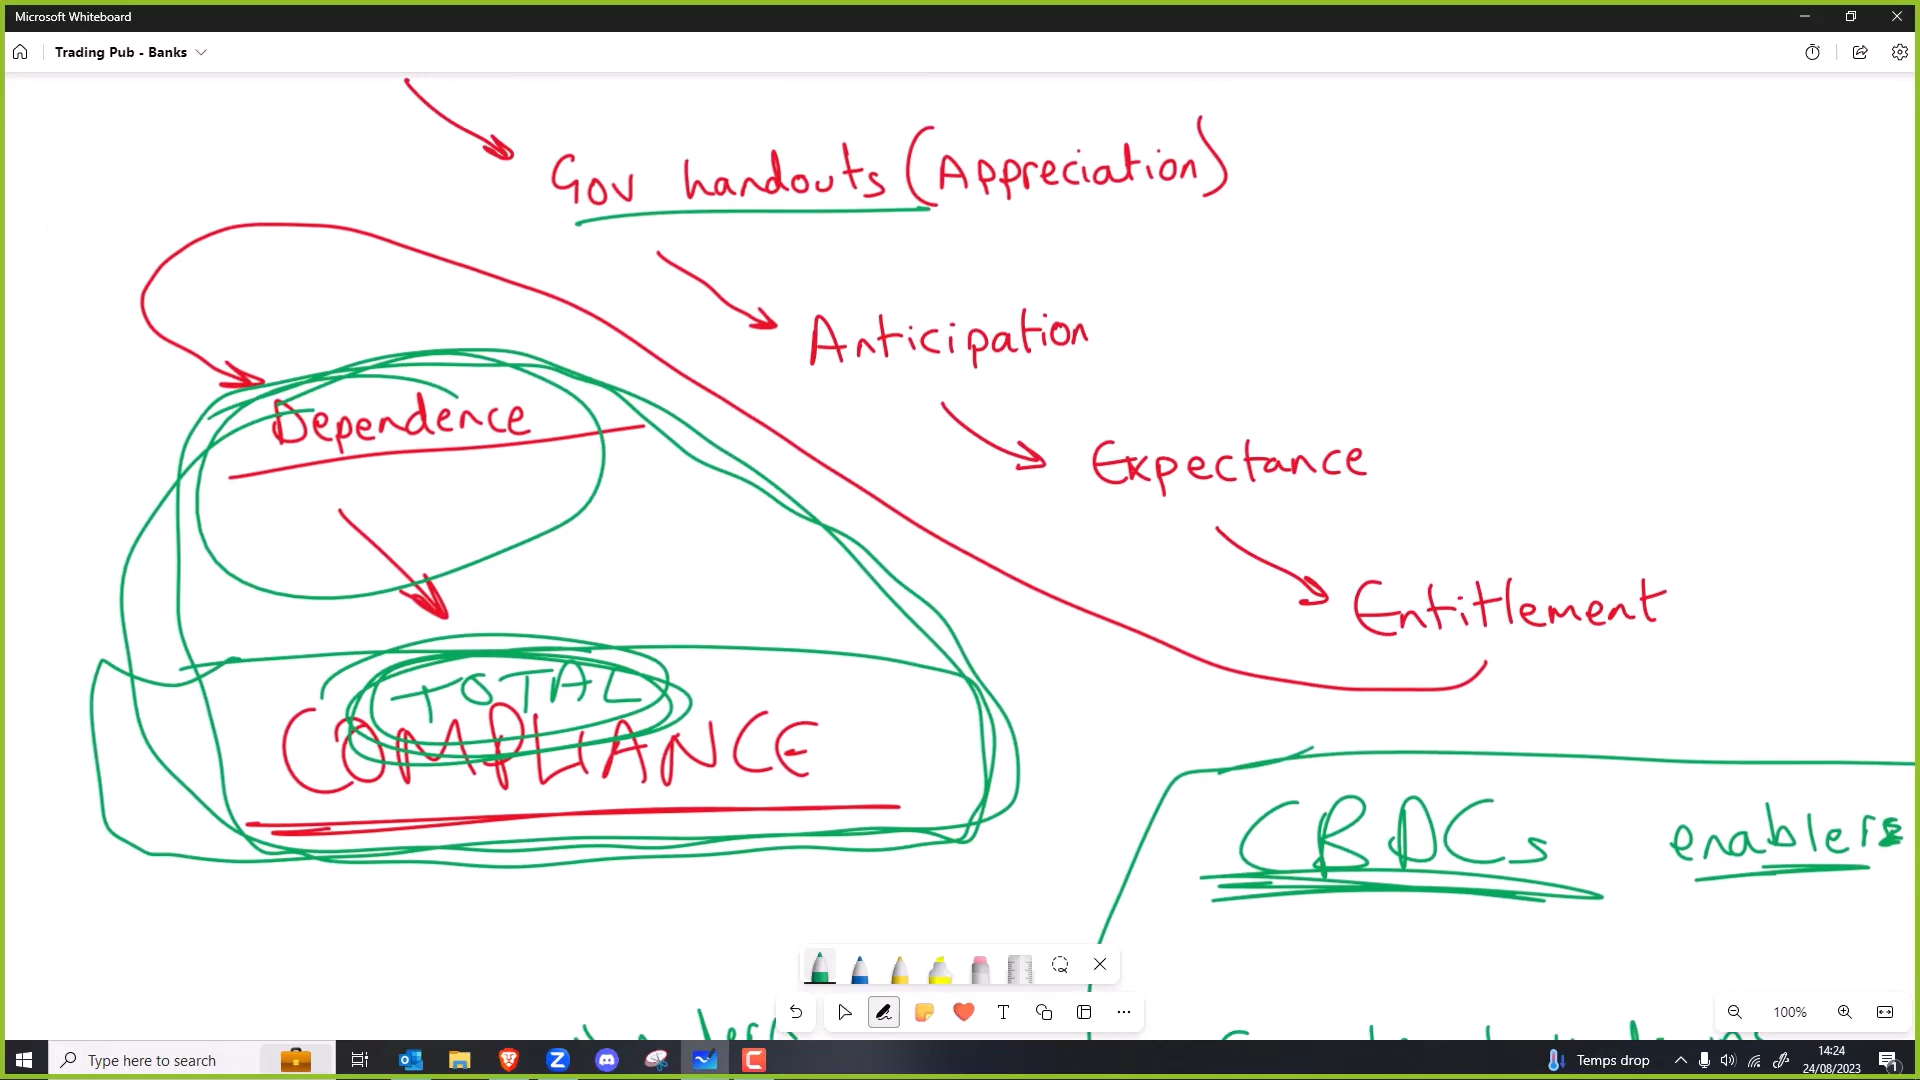 Microsoft Whiteboard
Trading Pub - Banks
Gov handouts (Appreciation)
Anticipation
Dependence
Expectance
Entitlement
TOTAL
COMPLIANCE
CBDCs enablers
100%
Type here to search
Temps drop
14:24
24/08/2023
1